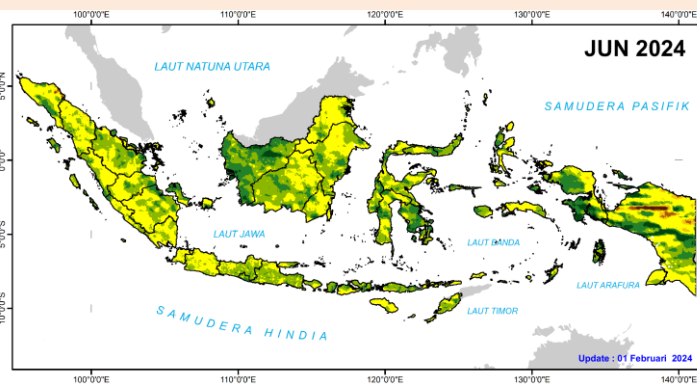 100°0'0"E 110°0'0"E 120°0'0"E 130°0'0"E 140°0'0"E
JUN 2024
LAUT NATUNA UTARA
5°0'0"N
SAMUDERA PASIFIK
0°0'0"
LAUT JAWA
LAUT BANDA
5°0'0"S
LAUT ARAFURA
SAMUDERA HINDIA
LAUT TIMOR
10°0'0"S
Update : 01 Februari 2024
100°0'0"E 110°0'0"E 120°0'0"E 130°0'0"E 140°0'0"E